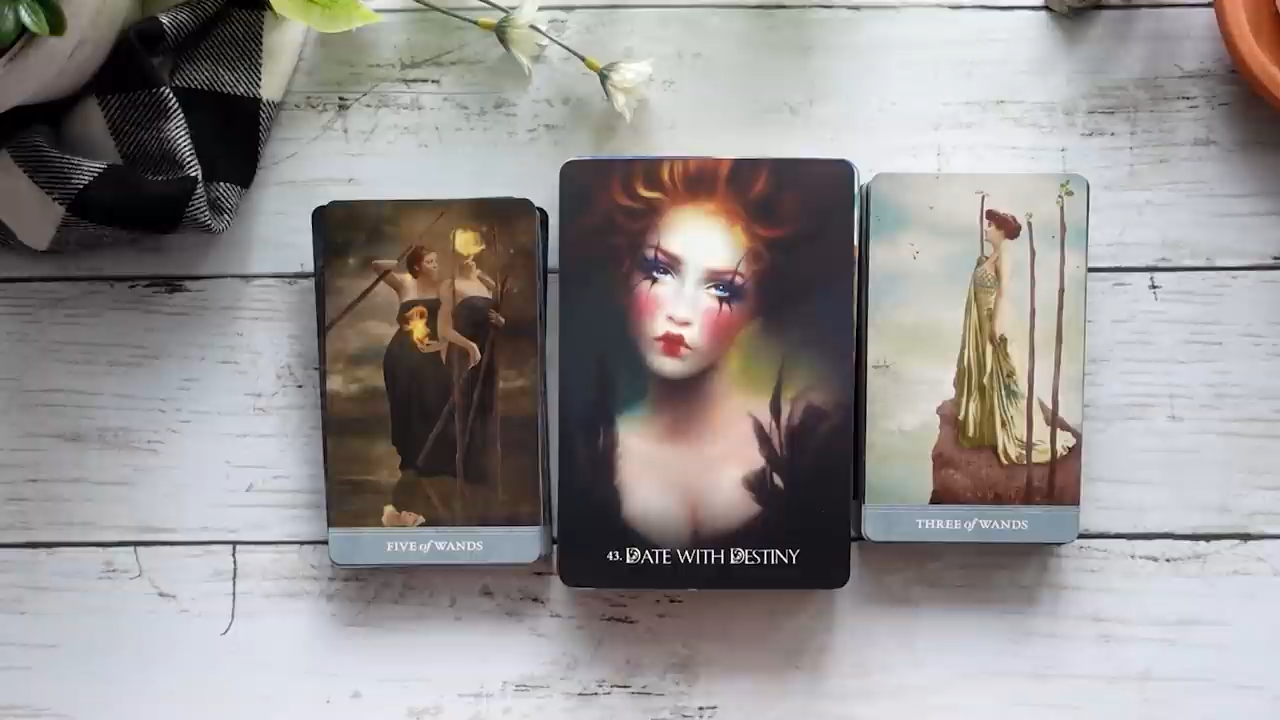 FIVE of WANDS
43. DATE WITH DESTINY
THREE of WANDS